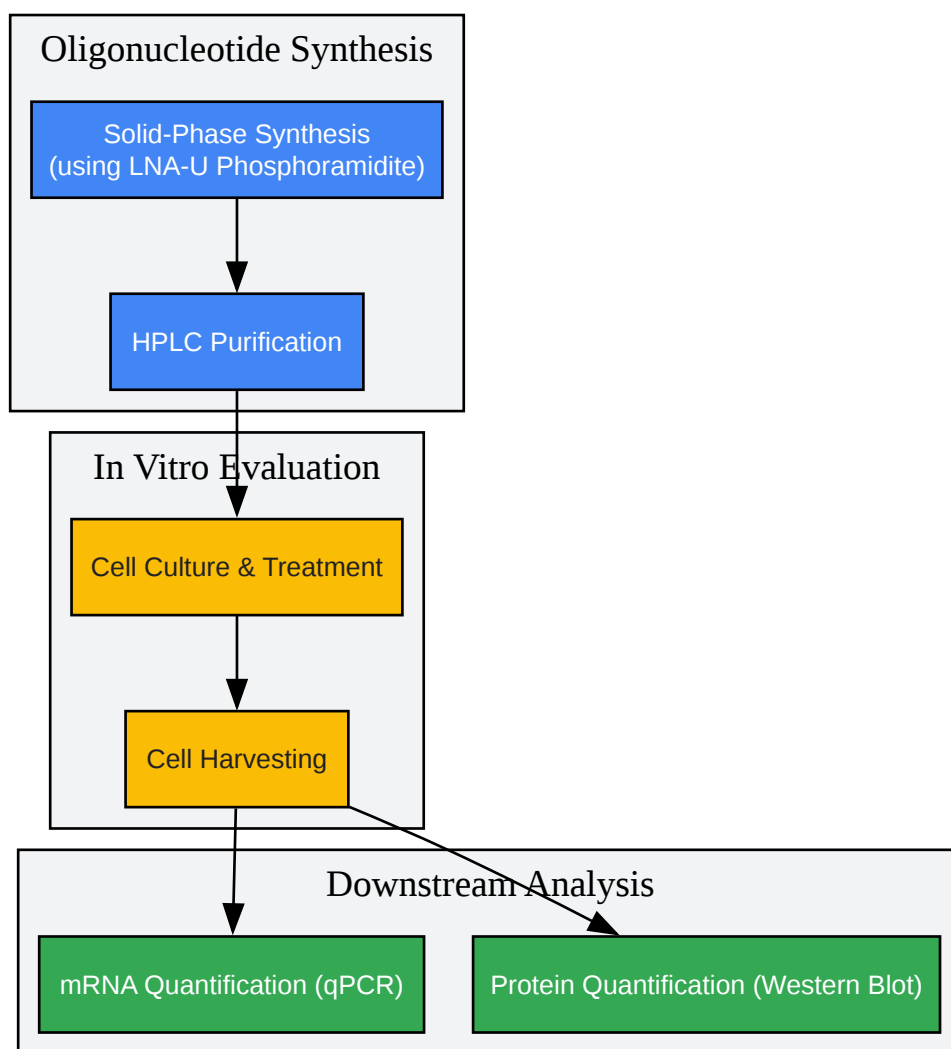 Oligonucleotide Synthesis
Solid-Phase Synthesis
(using LNA-U Phosphoramidite)
HPLC Purification
In Vitro Evaluation
Cell Culture & Treatment
Cell Harvesting
Downstream Analysis
mRNA Quantification (qPCR)
Protein Quantification (Western Blot)